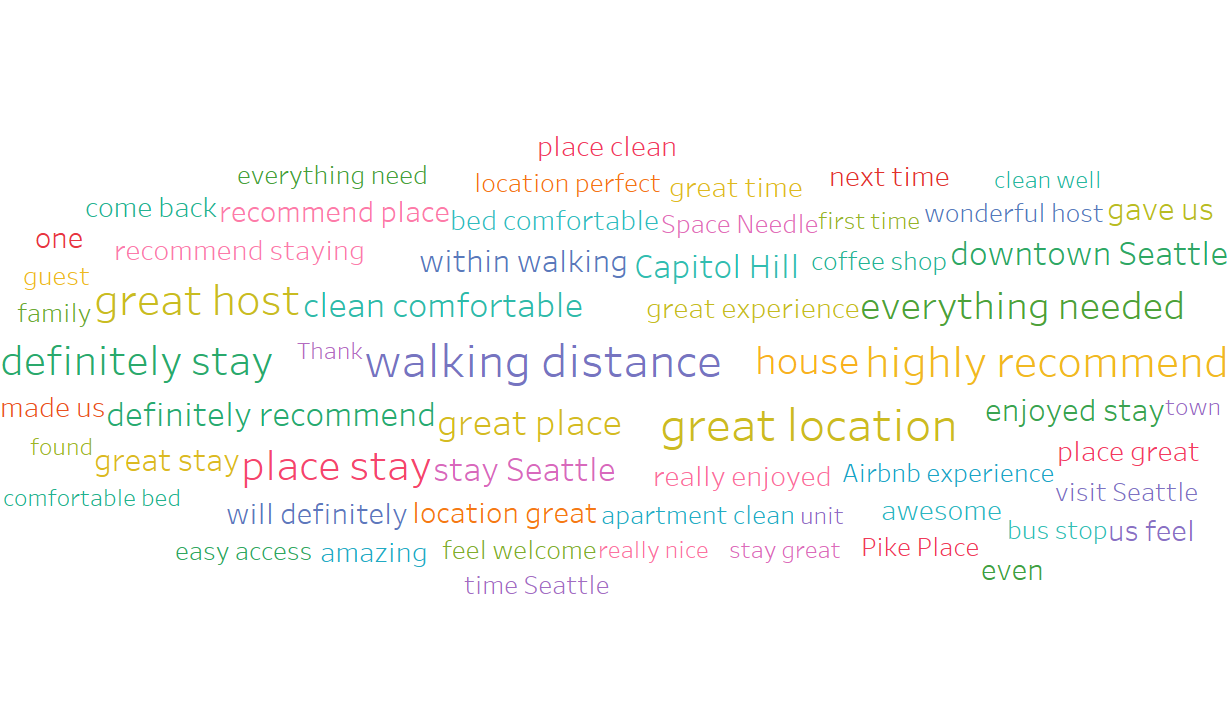 place clean
everything need
location perfect
great time
next time
clean well
come back
recommend place
bed comfortable
Space Needle
first time
wonderful host
gave us
one
recommend staying
within walking
Capitol Hill
coffee shop
downtown Seattle
guest
family
great host
clean comfortable
great experience
everything needed
definitely stay
Thank
walking distance
house
highly recommend
made us
definitely recommend
great place
great location
enjoyed stay
town
found
great stay
place stay
stay Seattle
really enjoyed
Airbnb experience
place great
comfortable bed
will definitely
location great
apartment clean
unit
awesome
visit Seattle
bus stop
us feel
easy access
amazing
feel welcome
really nice
stay great
Pike Place
even
time Seattle